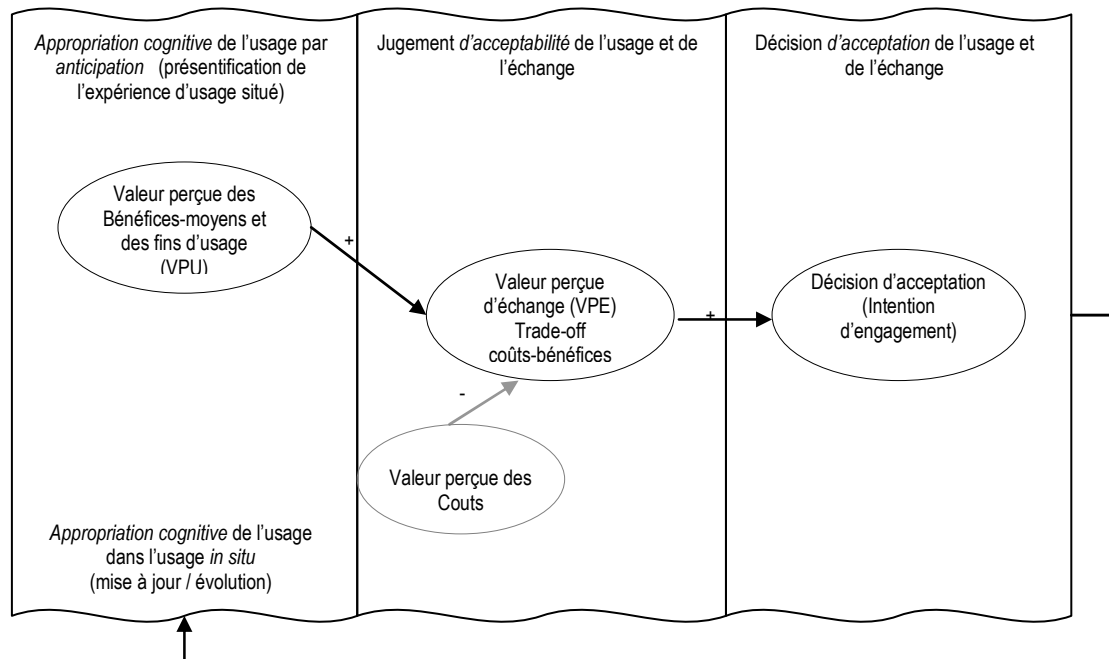 Appropriation cognitive de l'usage par
anticipation (présentification de
l'expérience d'usage situé)
Valeur perçue des
Bénéfices-moyens et
des fins d'usage
(VPU)
+
Appropriation cognitive de l'usage
dans l'usage in situ
(mise à jour / évolution)
Jugement d'acceptabilité de l'usage et de
l'échange
Valeur perçue
d'échange (VPE)
Trade-off
coûts-bénéfices
-
Valeur perçue des
Couts
+
Décision d'acceptation de l'usage et
de l'échange
Décision d'acceptation
(Intention
d'engagement)